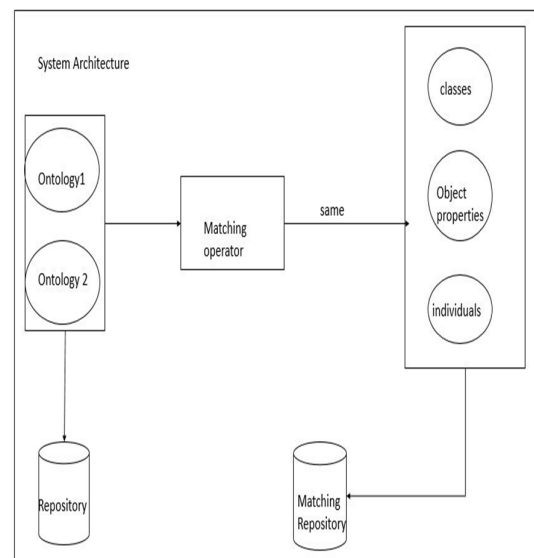 System Architecture
Ontology1
Ontology 2
Matching
operator
same
classes
Object
properties
individuals
Repository
Matching
Repository